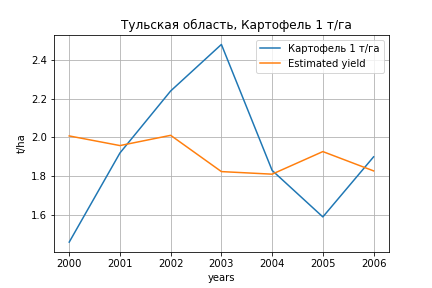 Тульская область, Картофель 1 т/га
Картофель 1 т/га
Estimated yield
t/ha
2.4
2.2
2.0
1.8
1.6
2000 2001 2002 2003 2004 2005 2006
years